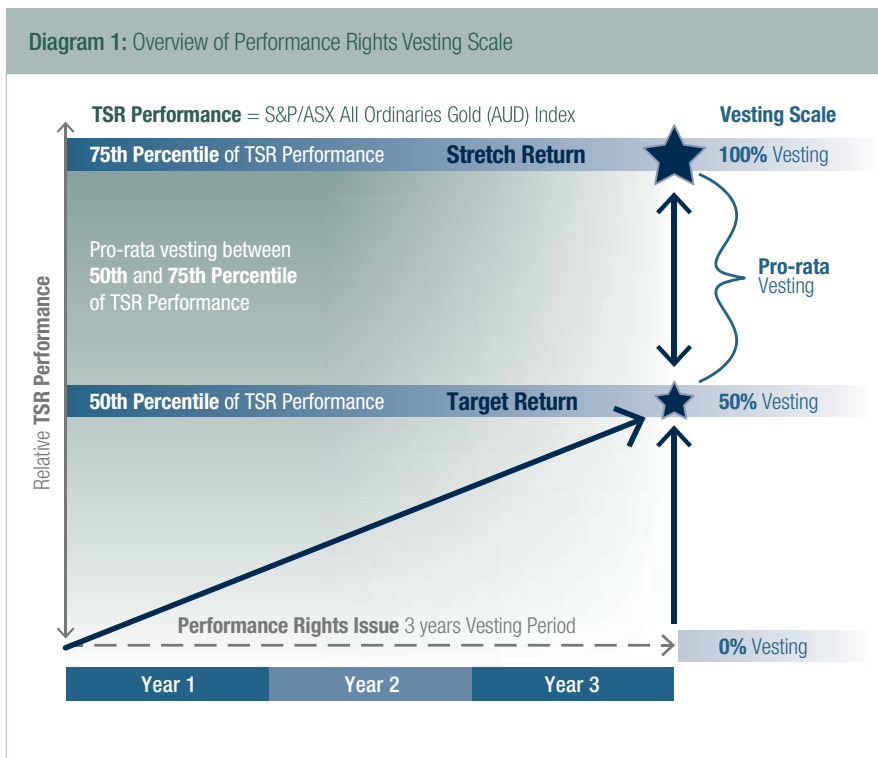 Diagram 1: Overview of Performance Rights Vesting Scale
TSR Performance = S&P/ASX All Ordinaries Gold (AUD) Index
Vesting Scale
75th Percentile of TSR Performance
Stretch Return
100% Vesting
Pro-rata vesting between
50th and 75th Percentile
of TSR Performance
Pro-rata
Vesting
Relative TSR Performance
50th Percentile of TSR Performance
Target Return
50% Vesting
Performance Rights Issue 3 years Vesting Period
0% Vesting
Year 1
Year 2
Year 3